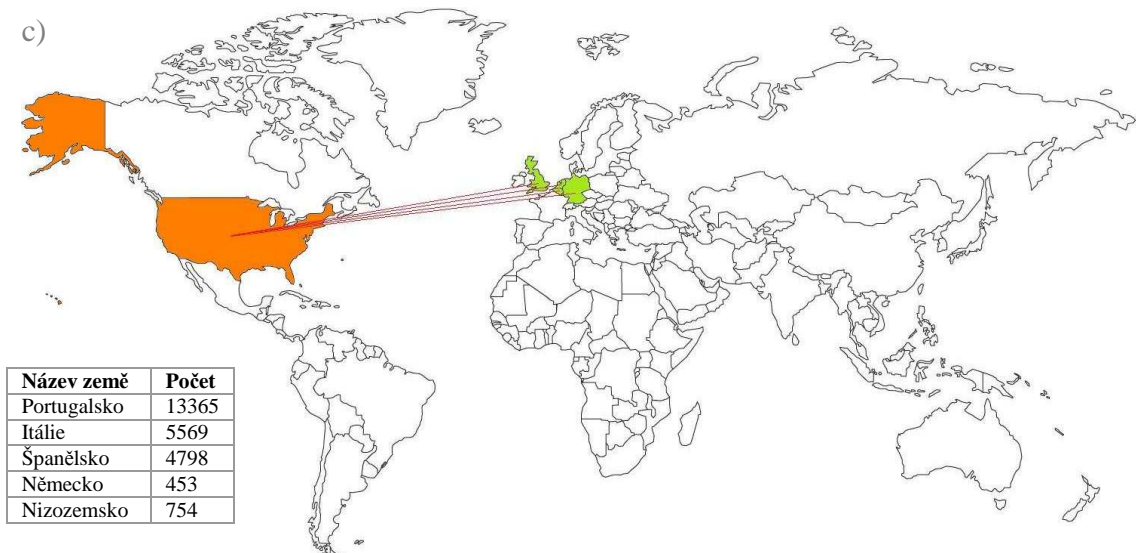 c)
Název země Počet
Portugalsko 13365
Itálie 5569
Španělsko 4798
Německo 453
Nizozemsko 754